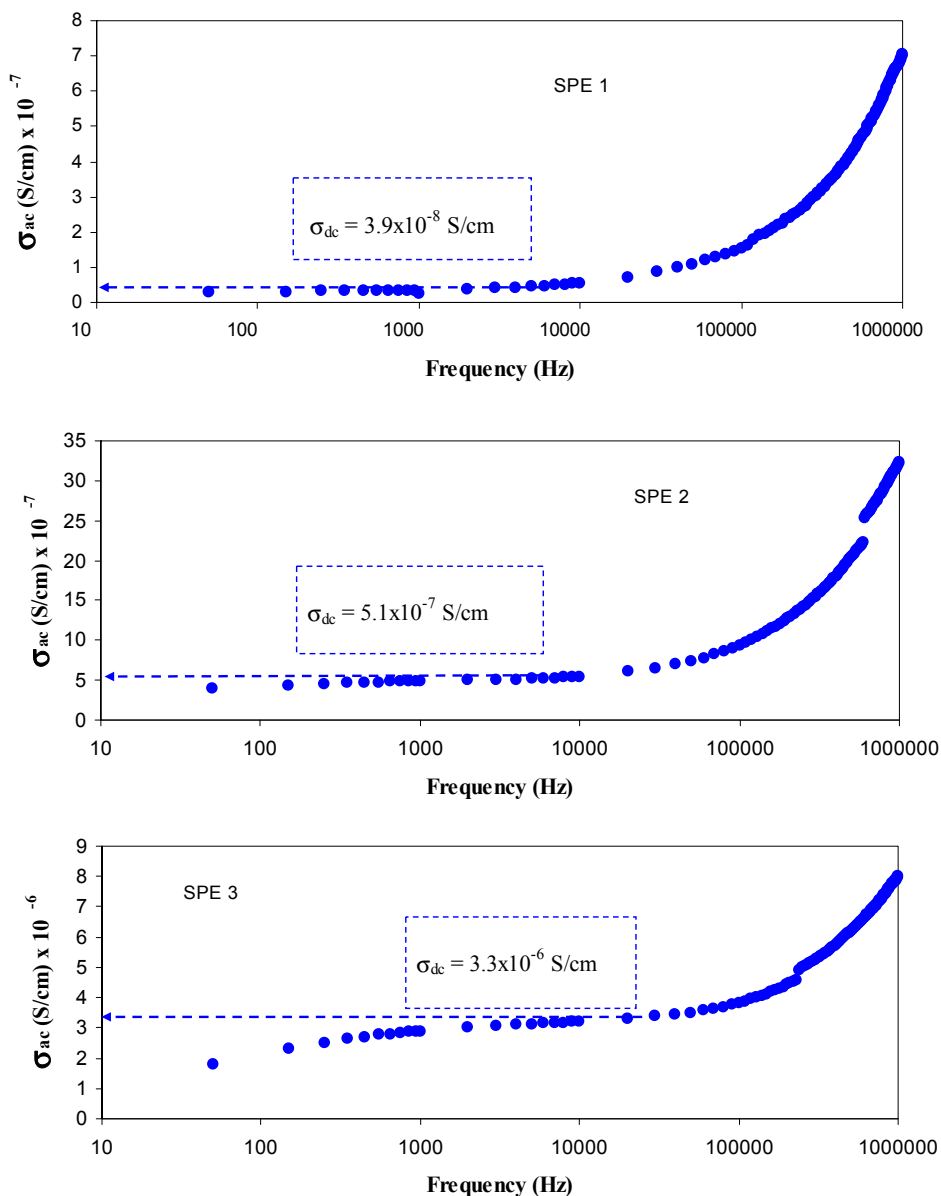 8
7
6
5
4
3
2
1
0
σac (S/cm) x 10 -7
SPE 1
σdc = 3.9x10-8 S/cm
10 100 1000 10000 100000 1000000
Frequency (Hz)
35
30
25
20
15
10
5
0
σac (S/cm) x 10 -7
SPE 2
σdc = 5.1x10-7 S/cm
10 100 1000 10000 100000 1000000
Frequency (Hz)
9
8
7
6
5
4
3
2
1
0
σac (S/cm) x 10 -6
SPE 3
σdc = 3.3x10-6 S/cm
10 100 1000 10000 100000 1000000
Frequency (Hz)